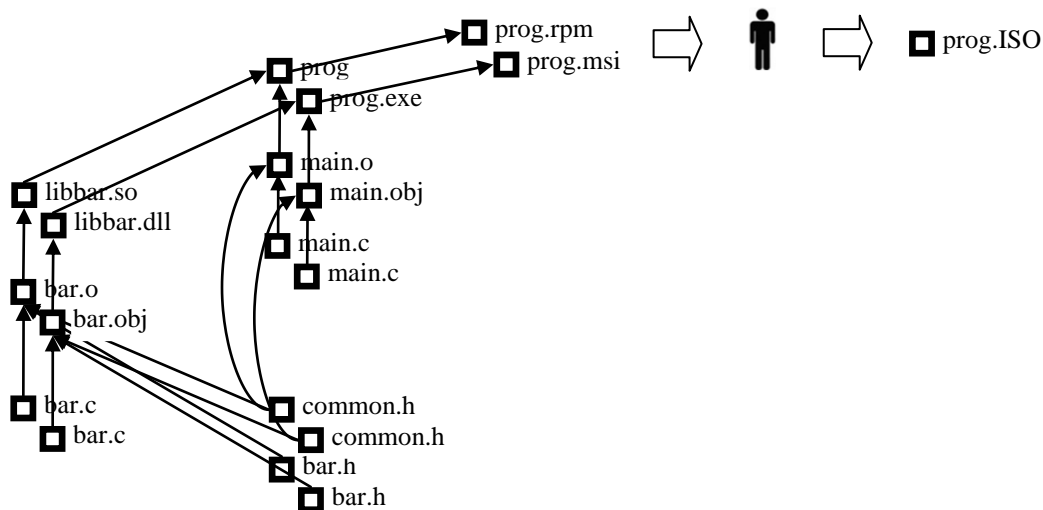 prog.rpm
prog.ISO
prog.msi
prog
prog.exe
main.o
main.obj
libbar.so
libbar.dll
main.c
main.c
bar.o
bar.obj
bar.c
common.h
bar.c
common.h
bar.h
bar.h